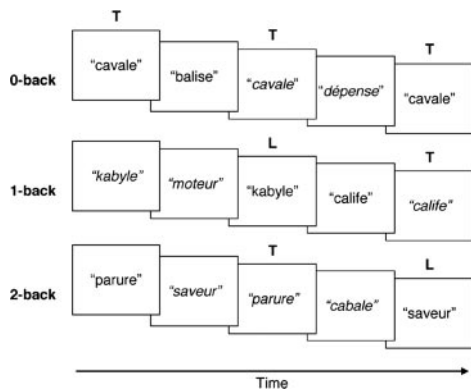 T T T
0-back “cavale” “balise” “cavale” “dépense” “cavale”
L T
1-back “kabyle” “moteur” “kabyle” “calife” “calife”
T L
2-back “parure” “saveur” “parure” “cabale” “saveur”
Time